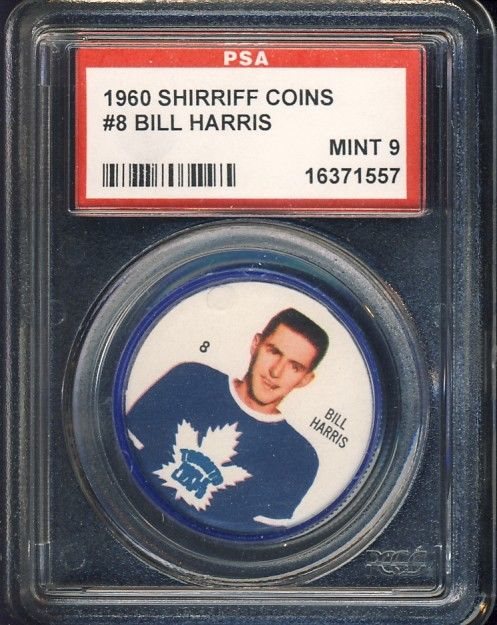 PSA
1960 SHIRRIFF COINS
#8 BILL HARRIS
MINT 9
16371557
8
BILL
HARRIS